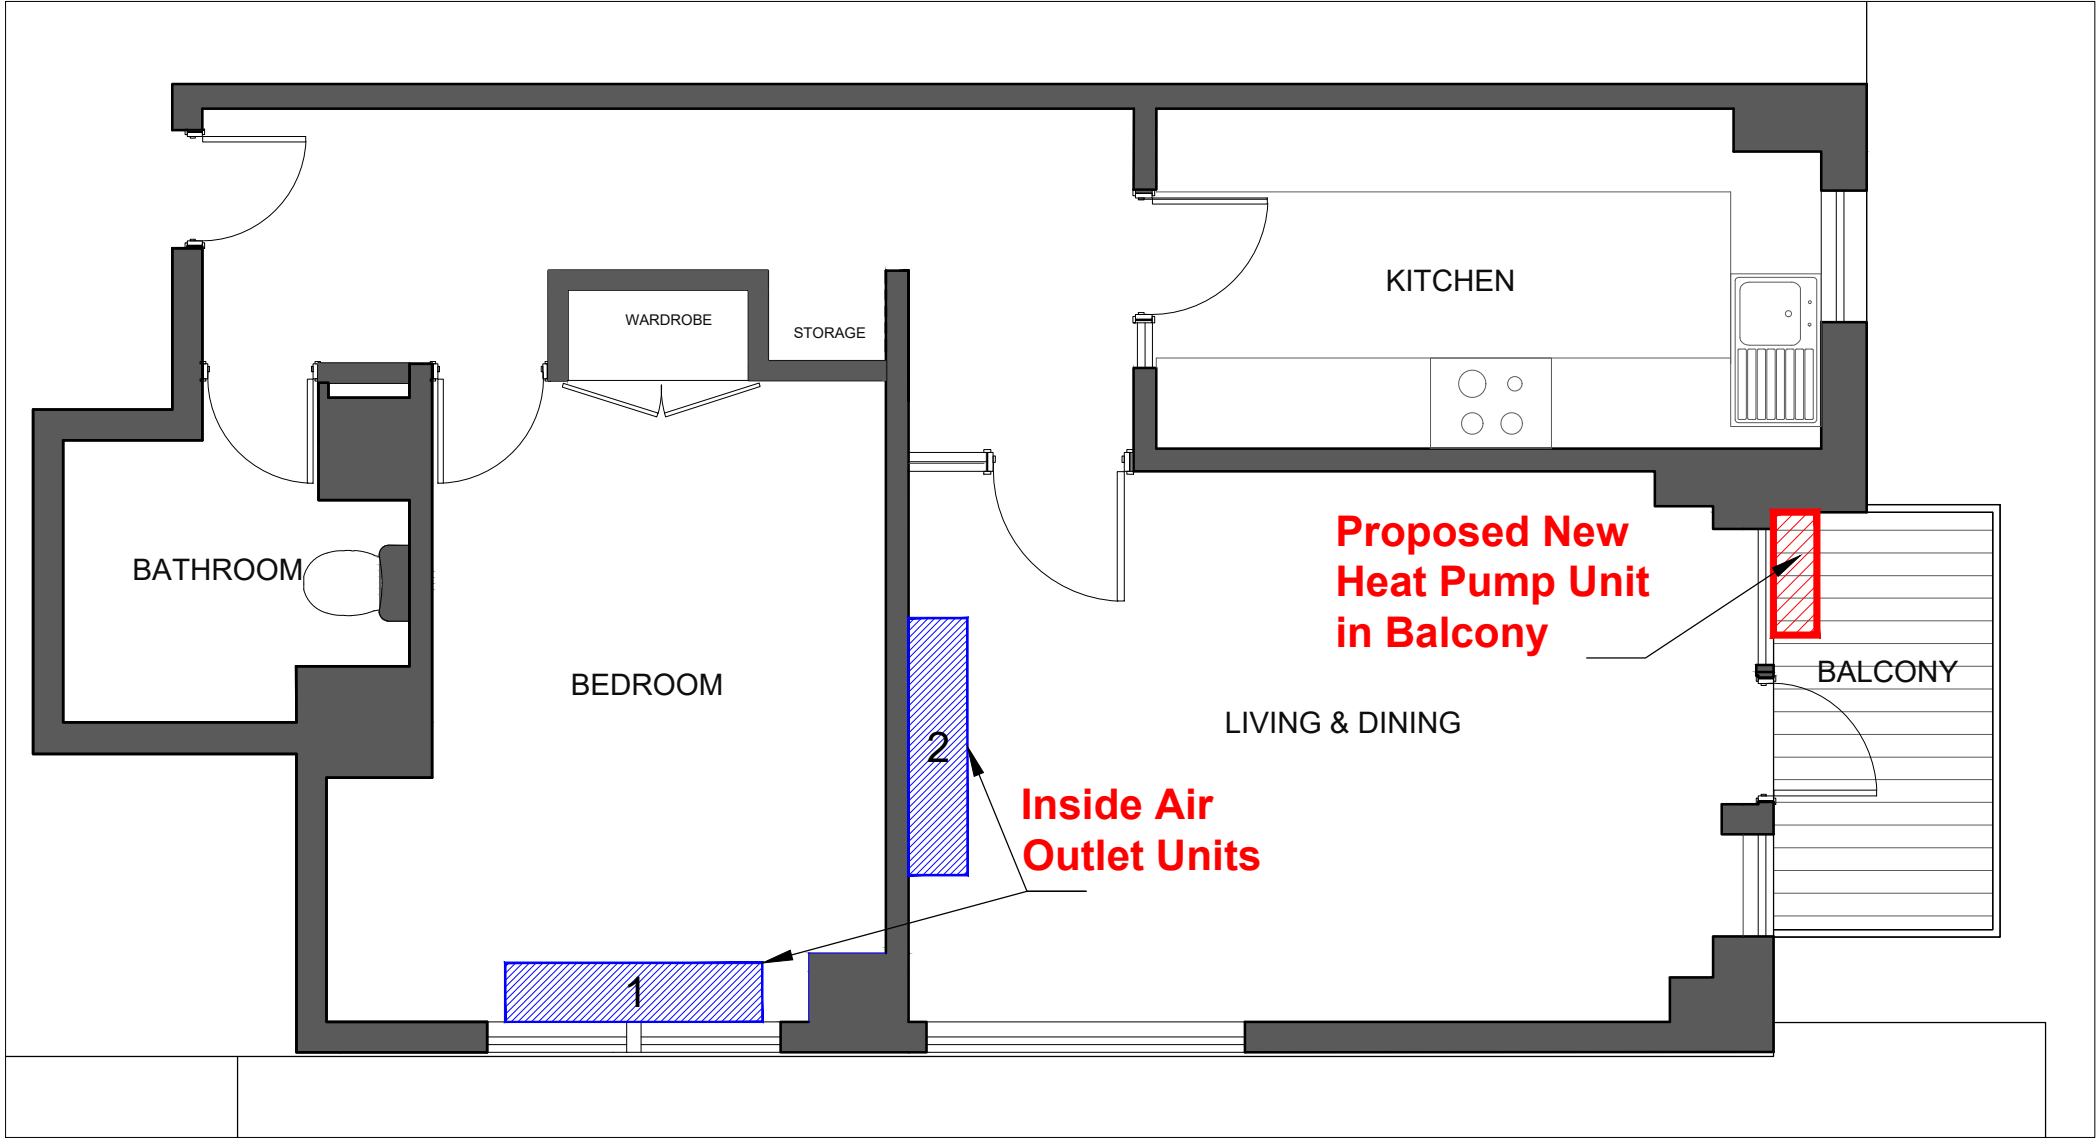 KITCHEN
WARDROBE
STORAGE
Proposed New
Heat Pump Unit
in Balcony
BATHROOM
BEDROOM
BALCONY
LIVING & DINING
2
Inside Air
Outlet Units
1